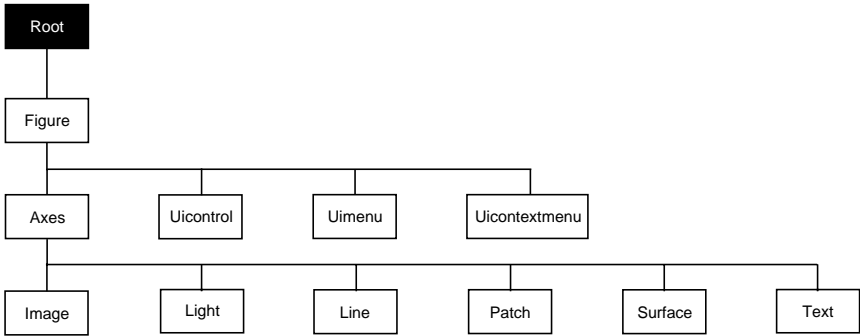 Root
Figure
Axes
Uicontrol
Uimenu
Uicontextmenu
Image
Light
Line
Patch
Surface
Text